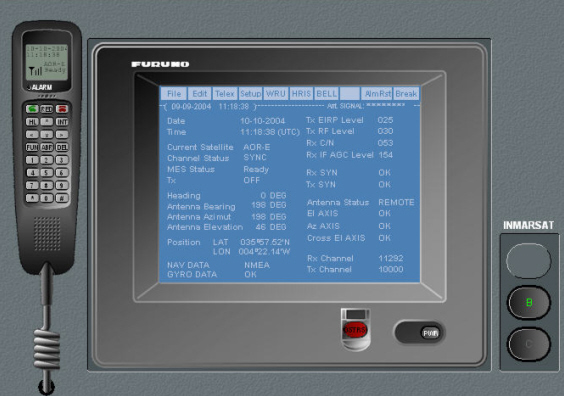 FURUNO
10-10-2004
11:18:38
AOR-E
Ready
ALARM
HL * INT
FUN ABR DEL
1 2 3
4 5 6
7 8 9
* 0 #
File Edit Telex Setup WRU HRIS BELL AlmRst Break
( 09-09-2004 11:18:38 ) Ant. SIGNAL: *********
Date 10-10-2004 Tx EIRP Level 025
Time 11:18:38 (UTC) Tx RF Level 030
Rx C/N 053
Current Satellite AOR-E Rx IF AGC Level 154
Channel Status SYNC
MES Status Ready Rx SYN OK
Tx OFF Tx SYN OK
Heading 0 DEG
Antenna Bearing 198 DEG Antenna Status REMOTE
Antenna Azimut 198 DEG El AXIS OK
Antenna Elevation 46 DEG Az AXIS OK
Cross El AXIS OK
Position LAT 035°57.52'N
LON 004°22.14'W
Rx Channel 11292
NAV DATA NMEA Tx Channel 10000
GYRO DATA OK
INMARSAT
B
C
DISTRESS
PWR